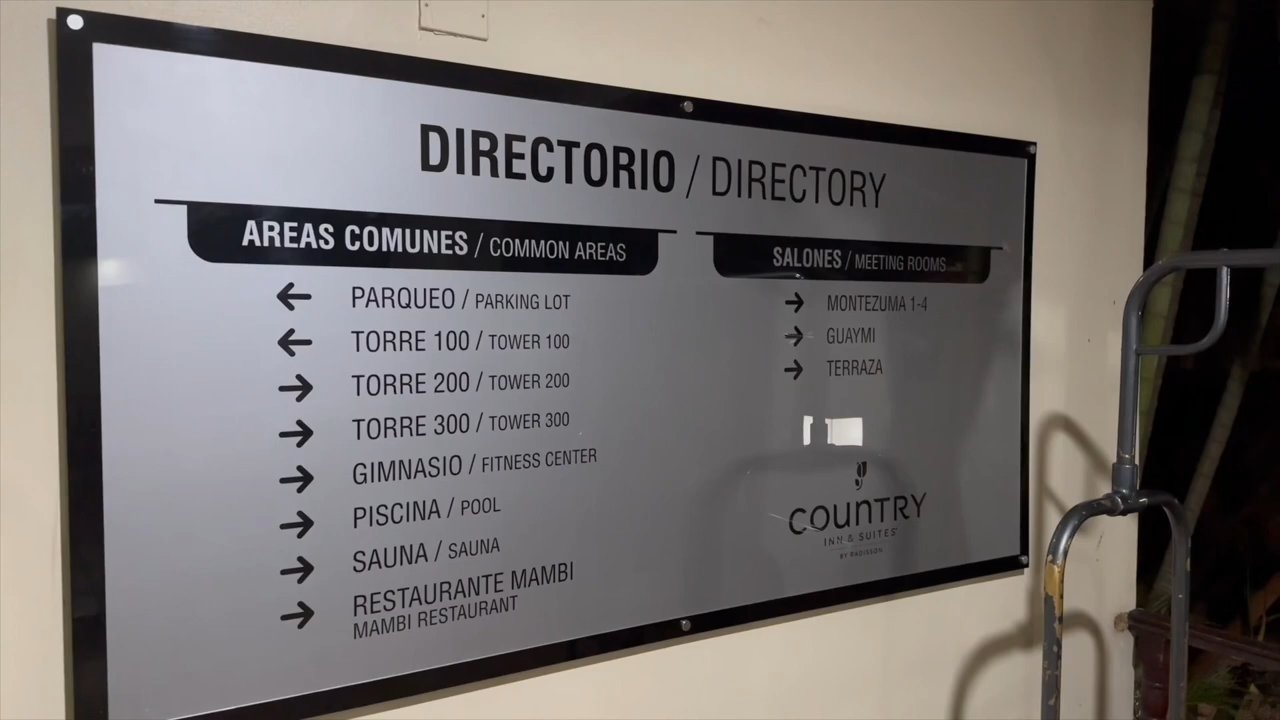 DIRECTORIO / DIRECTORY
AREAS COMUNES / COMMON AREAS
← PARQUEO / PARKING LOT
← TORRE 100 / TOWER 100
→ TORRE 200 / TOWER 200
→ TORRE 300 / TOWER 300
→ GIMNASIO / FITNESS CENTER
→ PISCINA / POOL
→ SAUNA / SAUNA
→ RESTAURANTE MAMBI
MAMBI RESTAURANT
SALONES / MEETING ROOMS
→ MONTEZUMA 1-4
→ GUAYMI
→ TERRAZA
COUNTRY
INN & SUITES
BY RADISSON